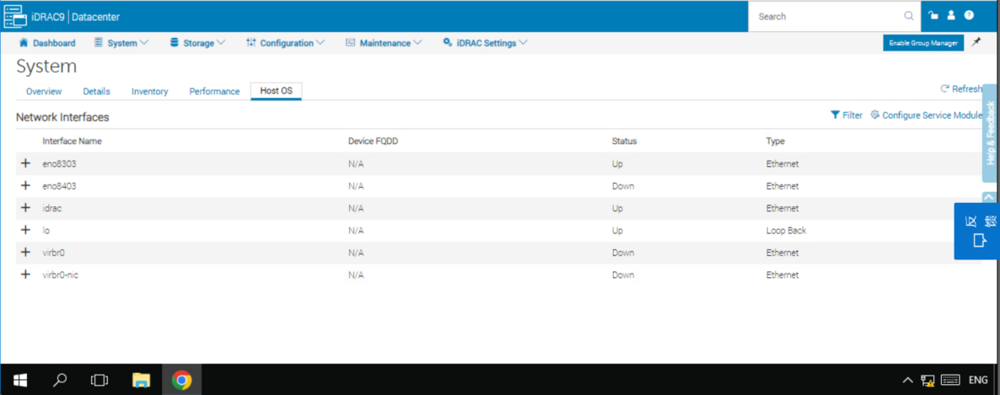 iDRAC9 | Datacenter
Search
Dashboard System Storage Configuration Maintenance iDRAC Settings Enable Group Manager
System
Overview Details Inventory Performance Host OS
Refresh
Network Interfaces
Filter Configure Service Module
Help & Feedback
Interface Name Device FQDD Status Type
eno8303 N/A Up Ethernet
eno8403 N/A Down Ethernet
idrac N/A Up Ethernet
lo N/A Up Loop Back
virbr0 N/A Down Ethernet
virbr0-nic N/A Down Ethernet
ENG